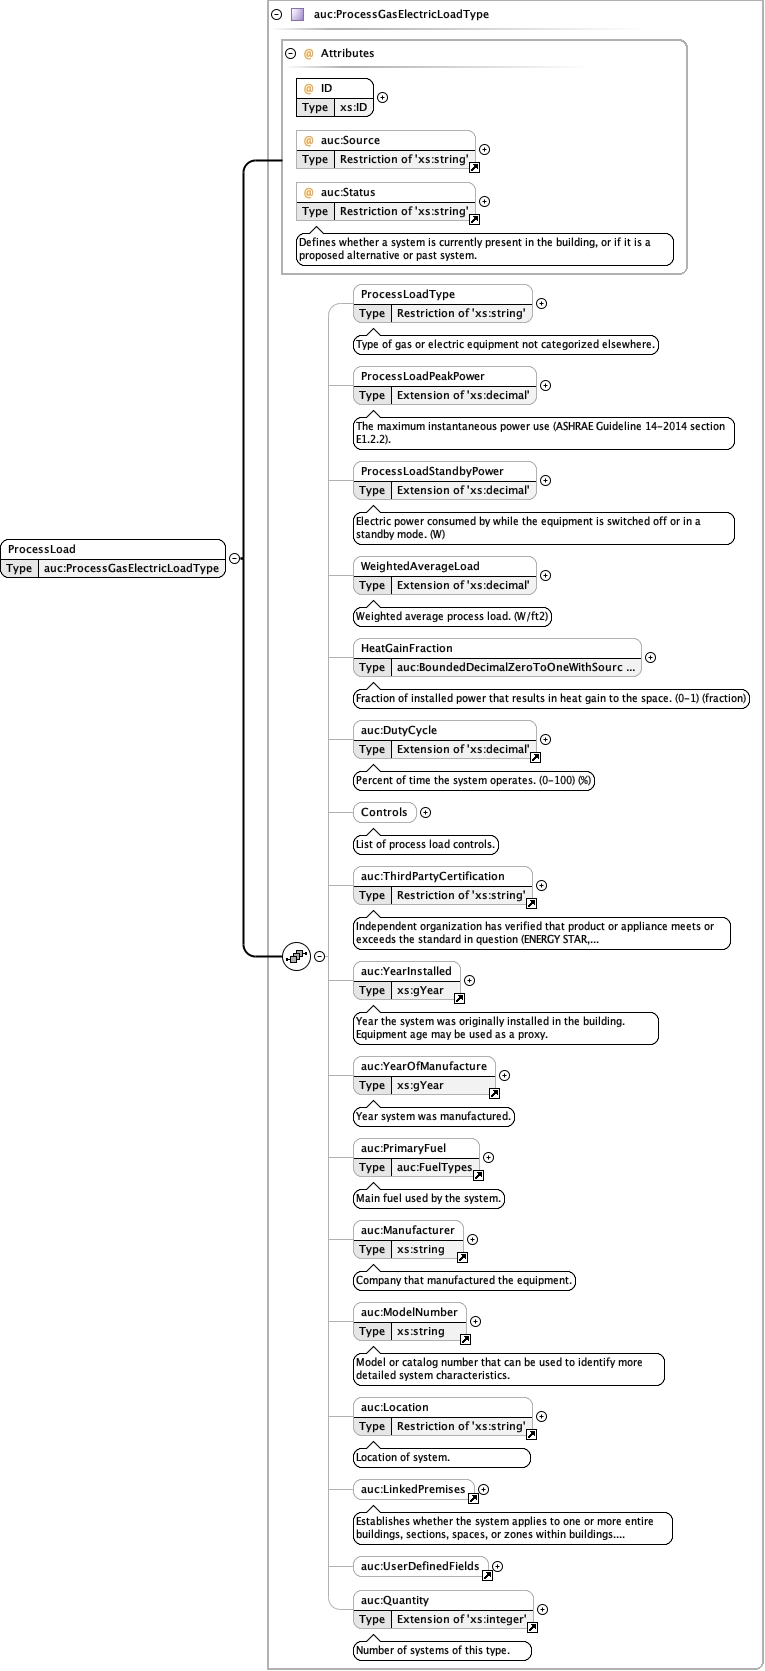 auc:ProcessGasElectricLoadType
Attributes
@ ID
Type xs:ID
@ auc:Source
Type Restriction of 'xs:string'
@ auc:Status
Type Restriction of 'xs:string'
Defines whether a system is currently present in the building, or if it is a
proposed alternative or past system.
ProcessLoad
Type auc:ProcessGasElectricLoadType
ProcessLoadType
Type Restriction of 'xs:string'
Type of gas or electric equipment not categorized elsewhere.
ProcessLoadPeakPower
Type Extension of 'xs:decimal'
The maximum instantaneous power use (ASHRAE Guideline 14-2014 section
E1.2.2).
ProcessLoadStandbyPower
Type Extension of 'xs:decimal'
Electric power consumed by while the equipment is switched off or in a
standby mode. (W)
WeightedAverageLoad
Type Extension of 'xs:decimal'
Weighted average process load. (W/ft2)
HeatGainFraction
Type auc:BoundedDecimalZeroToOneWithSourc ...
Fraction of installed power that results in heat gain to the space. (0-1) (fraction)
auc:DutyCycle
Type Extension of 'xs:decimal'
Percent of time the system operates. (0-100) (%)
Controls
List of process load controls.
auc:ThirdPartyCertification
Type Restriction of 'xs:string'
Independent organization has verified that product or appliance meets or
exceeds the standard in question (ENERGY STAR,...
auc:YearInstalled
Type xs:gYear
Year the system was originally installed in the building.
Equipment age may be used as a proxy.
auc:YearOfManufacture
Type xs:gYear
Year system was manufactured.
auc:PrimaryFuel
Type auc:FuelTypes
Main fuel used by the system.
auc:Manufacturer
Type xs:string
Company that manufactured the equipment.
auc:ModelNumber
Type xs:string
Model or catalog number that can be used to identify more
detailed system characteristics.
auc:Location
Type Restriction of 'xs:string'
Location of system.
auc:LinkedPremises
Establishes whether the system applies to one or more entire
buildings, sections, spaces, or zones within buildings....
auc:UserDefinedFields
auc:Quantity
Type Extension of 'xs:integer'
Number of systems of this type.